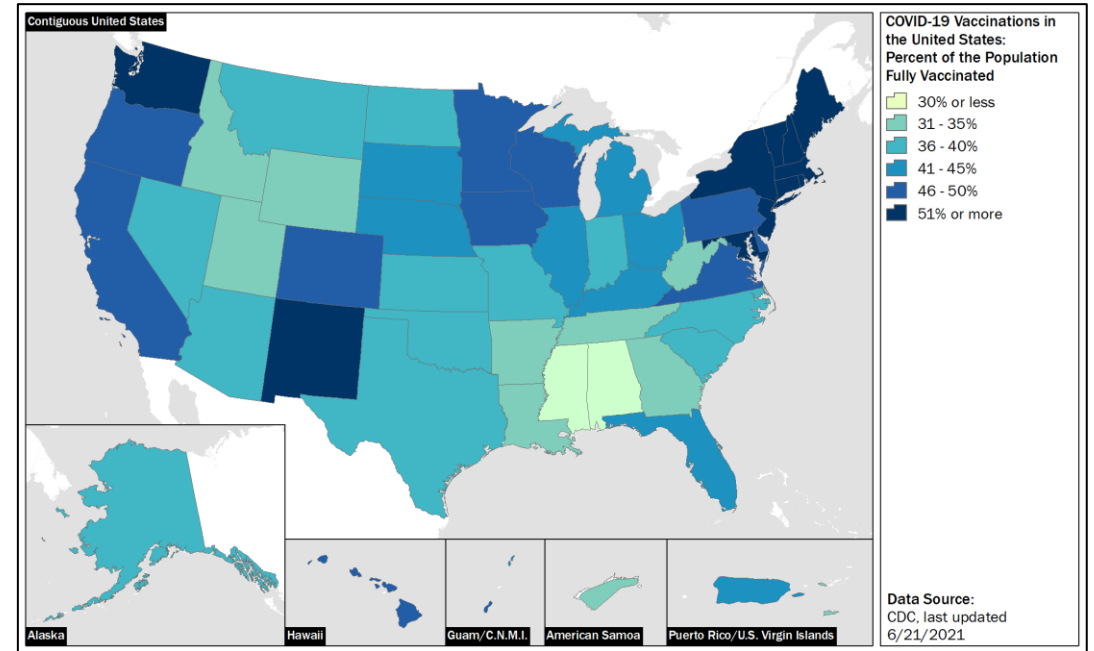 Contiguous United States
COVID-19 Vaccinations in
the United States:
Percent of the Population
Fully Vaccinated
30% or less
31 - 35%
36 - 40%
41 - 45%
46 - 50%
51% or more
Alaska
Hawaii
Guam/C.N.M.I.
American Samoa
Puerto Rico/U.S. Virgin Islands
Data Source:
CDC, last updated
6/21/2021